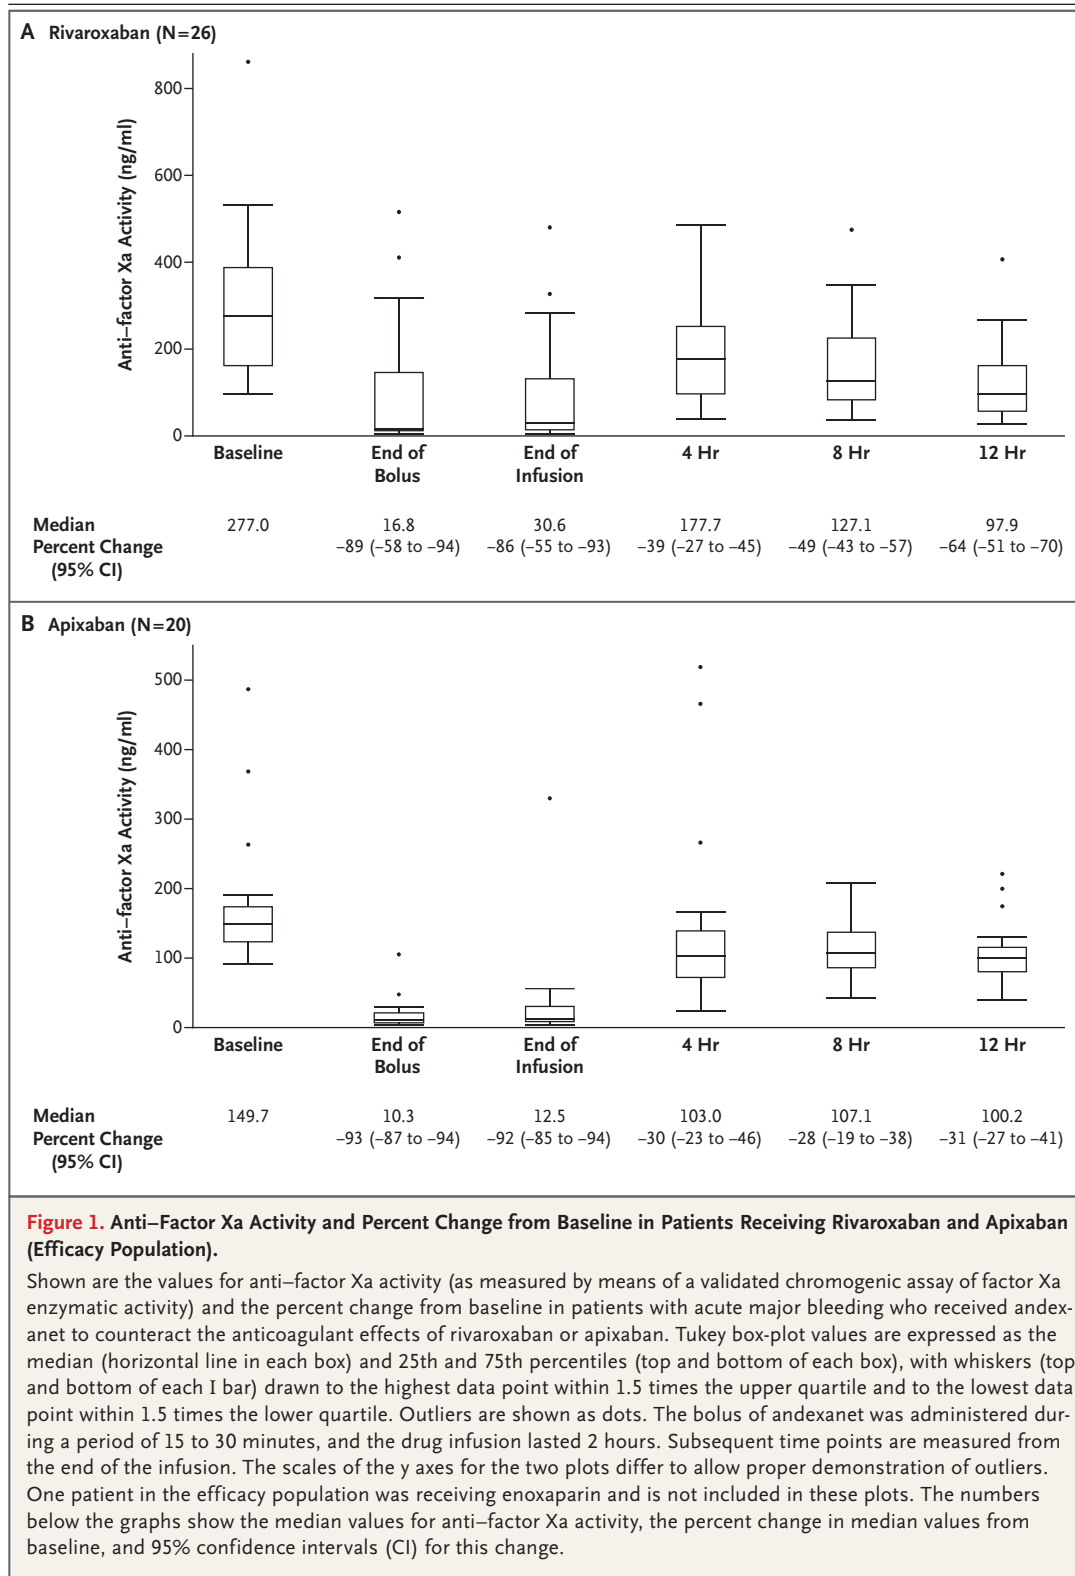 A Rivaroxaban (N=26)
Anti–factor Xa Activity (ng/ml)
800
600
400
200
0
Baseline End of Bolus End of Infusion 4 Hr 8 Hr 12 Hr
Median 277.0 16.8 30.6 177.7 127.1 97.9
Percent Change –89 (–58 to –94) –86 (–55 to –93) –39 (–27 to –45) –49 (–43 to –57) –64 (–51 to –70)
(95% CI)
B Apixaban (N=20)
Anti–factor Xa Activity (ng/ml)
500
400
300
200
100
0
Baseline End of Bolus End of Infusion 4 Hr 8 Hr 12 Hr
Median 149.7 10.3 12.5 103.0 107.1 100.2
Percent Change –93 (–87 to –94) –92 (–85 to –94) –30 (–23 to –46) –28 (–19 to –38) –31 (–27 to –41)
(95% CI)
Figure 1. Anti–Factor Xa Activity and Percent Change from Baseline in Patients Receiving Rivaroxaban and Apixaban
(Efficacy Population).
Shown are the values for anti–factor Xa activity (as measured by means of a validated chromogenic assay of factor Xa
enzymatic activity) and the percent change from baseline in patients with acute major bleeding who received andex-
anet to counteract the anticoagulant effects of rivaroxaban or apixaban. Tukey box-plot values are expressed as the
median (horizontal line in each box) and 25th and 75th percentiles (top and bottom of each box), with whiskers (top
and bottom of each I bar) drawn to the highest data point within 1.5 times the upper quartile and to the lowest data
point within 1.5 times the lower quartile. Outliers are shown as dots. The bolus of andexanet was administered dur-
ing a period of 15 to 30 minutes, and the drug infusion lasted 2 hours. Subsequent time points are measured from
the end of the infusion. The scales of the y axes for the two plots differ to allow proper demonstration of outliers.
One patient in the efficacy population was receiving enoxaparin and is not included in these plots. The numbers
below the graphs show the median values for anti–factor Xa activity, the percent change in median values from
baseline, and 95% confidence intervals (CI) for this change.